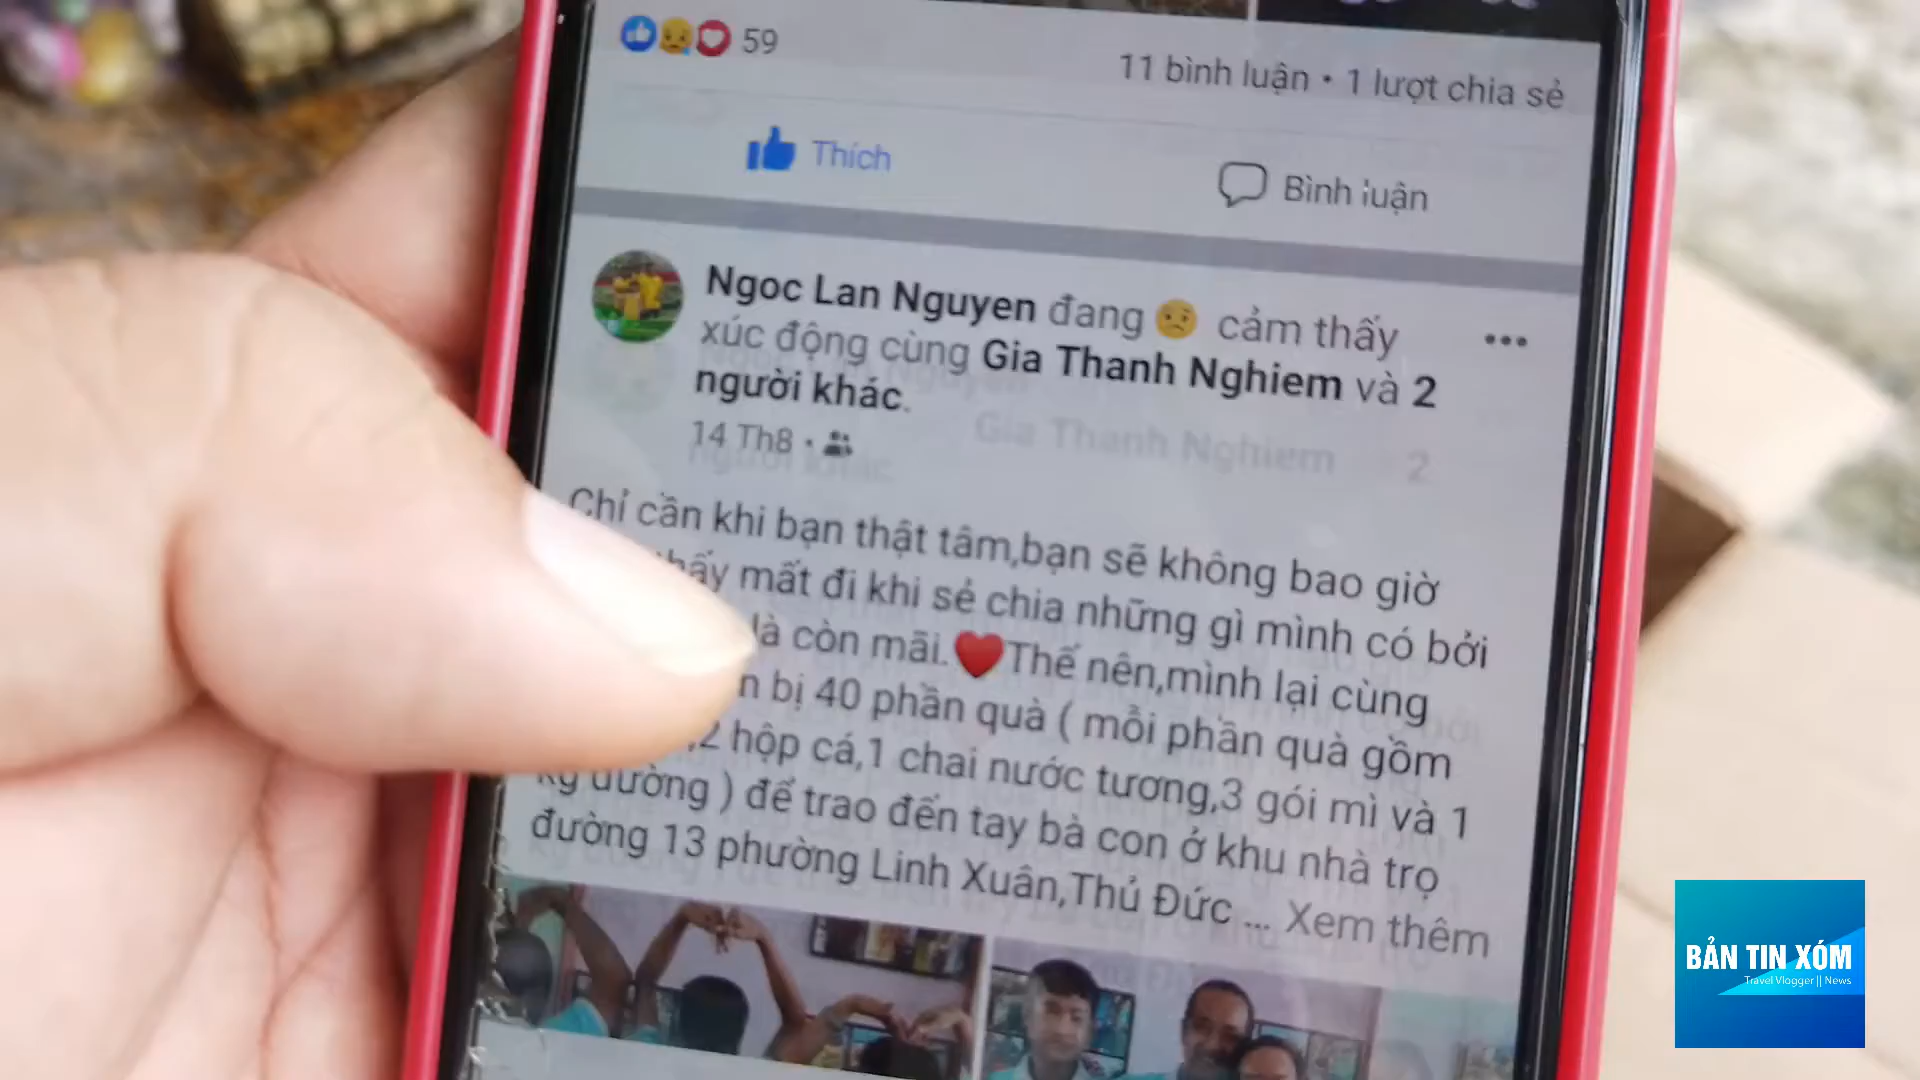 59
11 bình luận • 1 lượt chia sẻ
Thích
Bình luận
Ngoc Lan Nguyen đang cảm thấy
xúc động cùng Gia Thanh Nghiem và 2
người khác.
14 Th8
Chỉ cần khi bạn thật tâm,bạn sẽ không bao giờ
mất đi khi sẻ chia những gì mình có bởi
là còn mãi.❤Thế nên,mình lại cùng
bị 40 phần quà ( mỗi phần quà gồm
,2 hộp cá,1 chai nước tương,3 gói mì và 1
kg đường ) để trao đến tay bà con ở khu nhà trọ
đường 13 phường Linh Xuân,Thủ Đức ... Xem thêm
BẢN TIN XÓM
Travel Vlogger || News